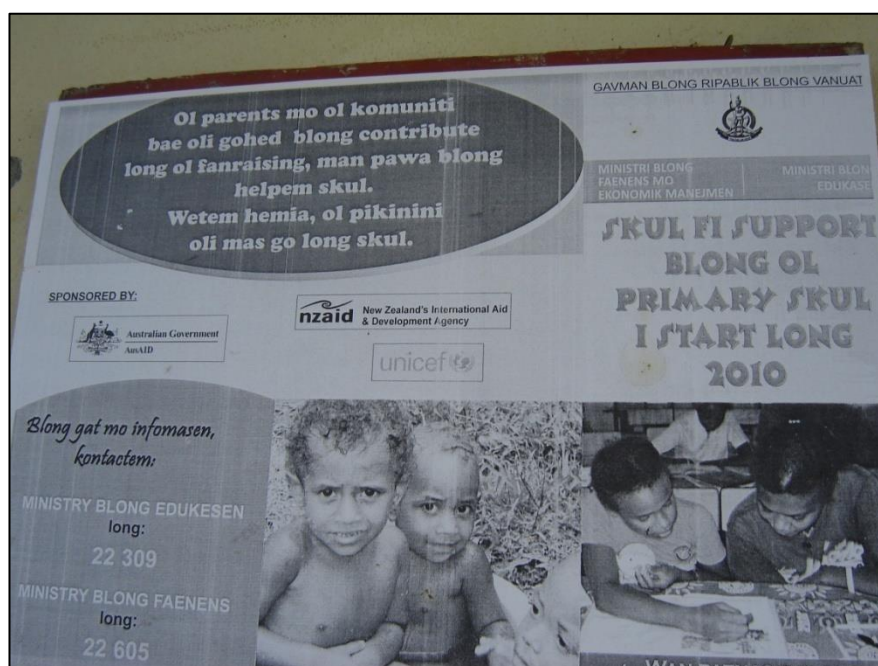 Ol parents mo ol komuniti
bae oli gohed blong contribute
long ol fanraising, man pawa blong
helpem skul.
Wetem hemia, ol pikinini
oli mas go long skul.
SPONSORED BY:
Australian Government
AusAID
nzaid
New Zealand's International Aid
& Development Agency
unicef
Blong gat mo infomasen,
kontactem:
MINISTRY BLONG EDUKESEN
long:
22 309
MINISTRY BLONG FAENENS
long:
22 605
GAVMAN BLONG RIPABLIK BLONG VANUAT
MINISTRI BLONG
FAENENS MO
EKONOMIK MANEJMEN
MINISTRI BLON
EDUKASE
SKUL FI SUPPORT
BLONG OL
PRIMARY SKUL
I START LONG
2010